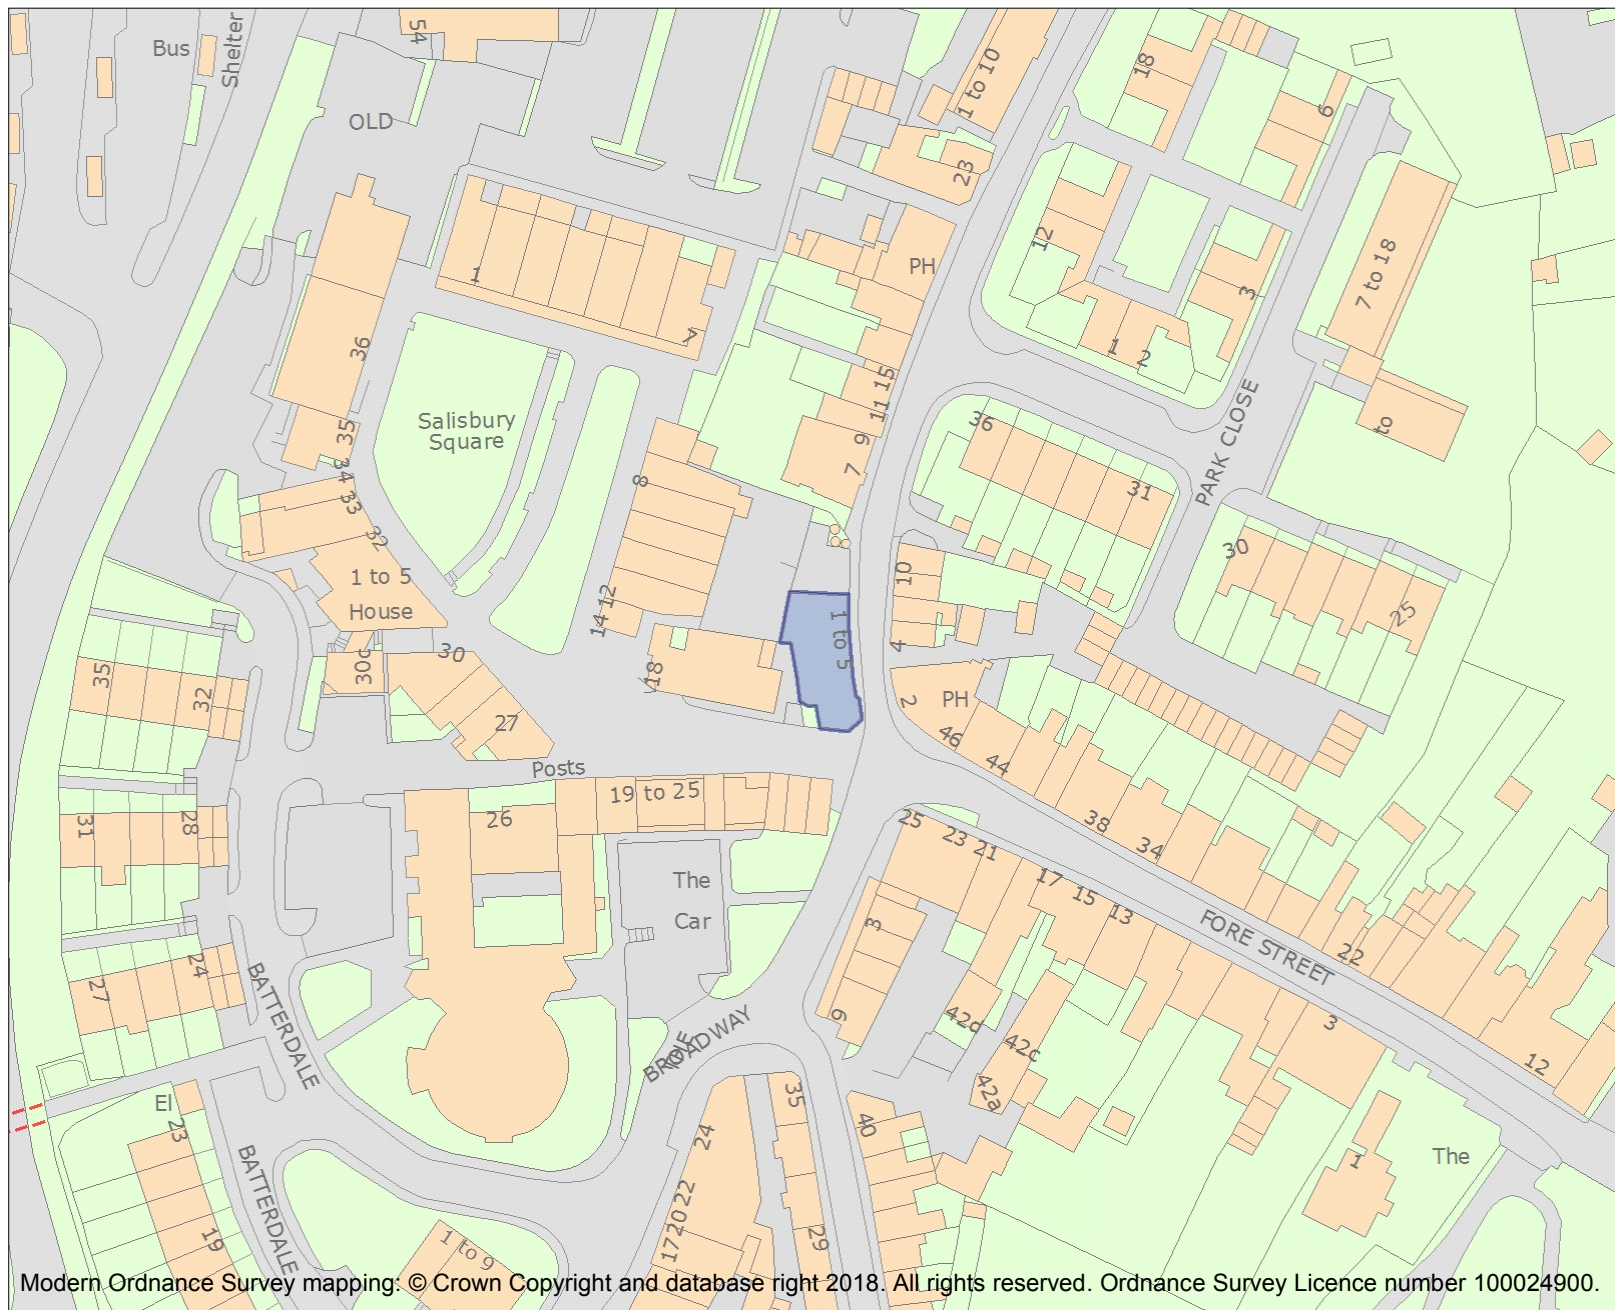 54
Bus
Shelter
OLD
1 to 10
18
6
23
12
PH
7 to 18
1
3
7
1
2
36
15
11
Salisbury
Square
9
7
36
to
PARK CLOSE
35
34
33
32
8
31
30
10
1 to 5
House
12
14
1 to 5
25
4
30
30c
18
35
32
PH
2
27
46
44
Posts
19 to 25
26
31
28
25
23
21
38
34
The
Car
17
15
13
FORE STREET
22
3
24
27
BATTERDALE
6
42d
42c
42a
3
12
BROADWAY
El
23
35
40
24
The
1
BATTERDALE
22
20
17
19
1 to 9
29
Modern Ordnance Survey mapping: © Crown Copyright and database right 2018. All rights reserved. Ordnance Survey Licence number 100024900.